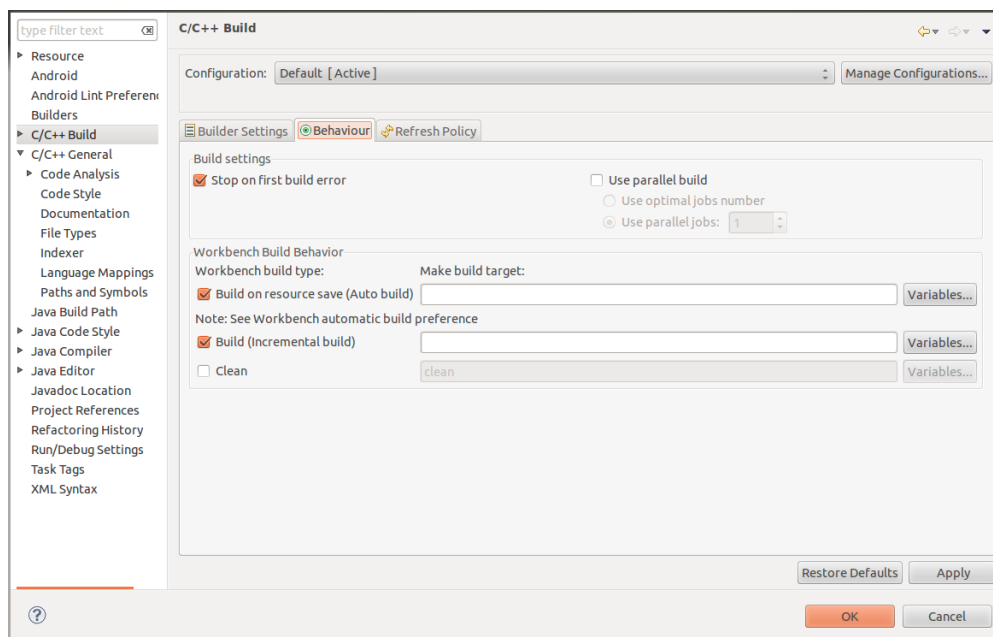 type filter text
Resource
Android
Android Lint Preferen
Builders
C/C++ Build
C/C++ General
Code Analysis
Code Style
Documentation
File Types
Indexer
Language Mappings
Paths and Symbols
Java Build Path
Java Code Style
Java Compiler
Java Editor
Javadoc Location
Project References
Refactoring History
Run/Debug Settings
Task Tags
XML Syntax
C/C++ Build
Configuration: Default [Active] Manage Configurations...
Builder Settings Behaviour Refresh Policy
Build settings
Stop on first build error Use parallel build
Use optimal jobs number
Use parallel jobs: 1
Workbench Build Behavior
Workbench build type: Make build target:
Build on resource save (Auto build) Variables...
Note: See Workbench automatic build preference
Build (Incremental build) Variables...
Clean clean Variables...
Restore Defaults Apply
? OK Cancel